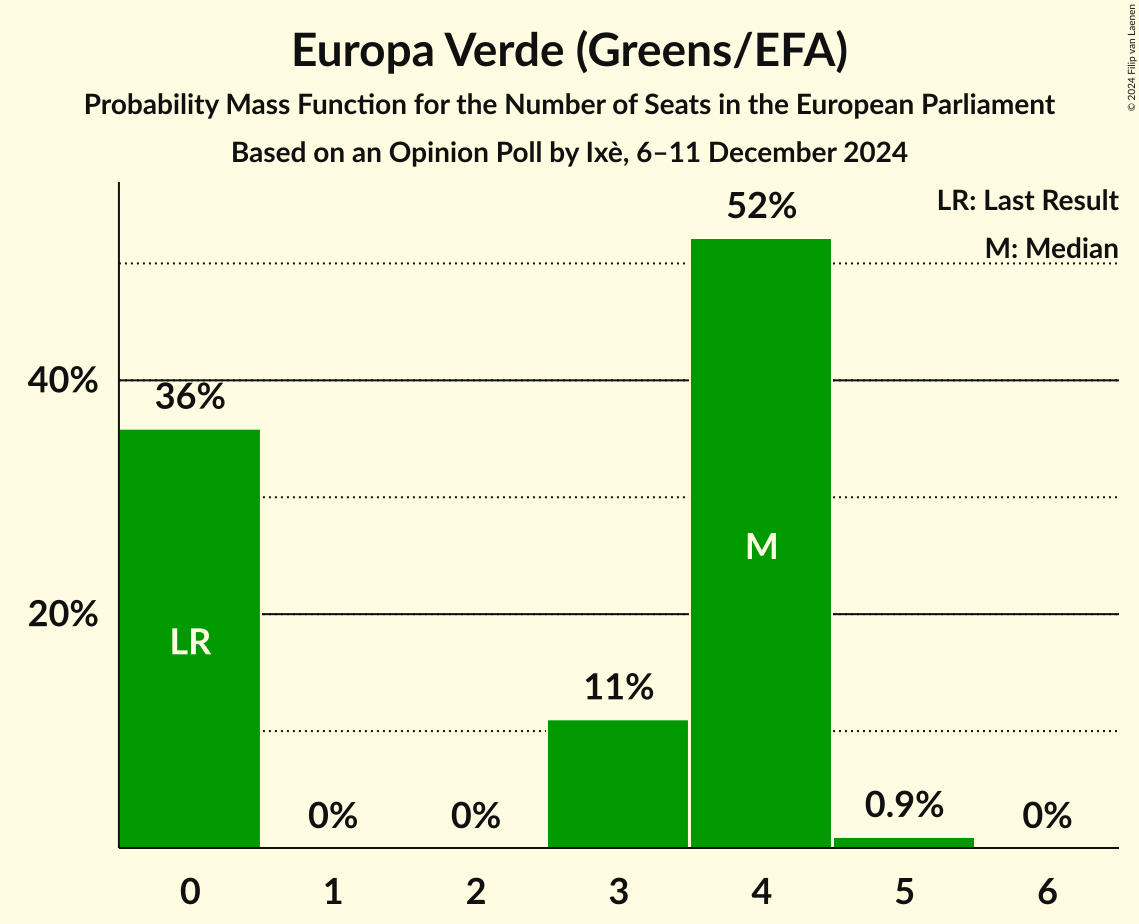 Europa Verde (Greens/EFA)
Probability Mass Function for the Number of Seats in the European Parliament
Based on an Opinion Poll by Ixè, 6–11 December 2024
© 2024 Filip van Laenen
LR: Last Result
M: Median
52%
40%
36%
M
20%
LR
11%
0%
0%
0.9%
0%
0 1 2 3 4 5 6